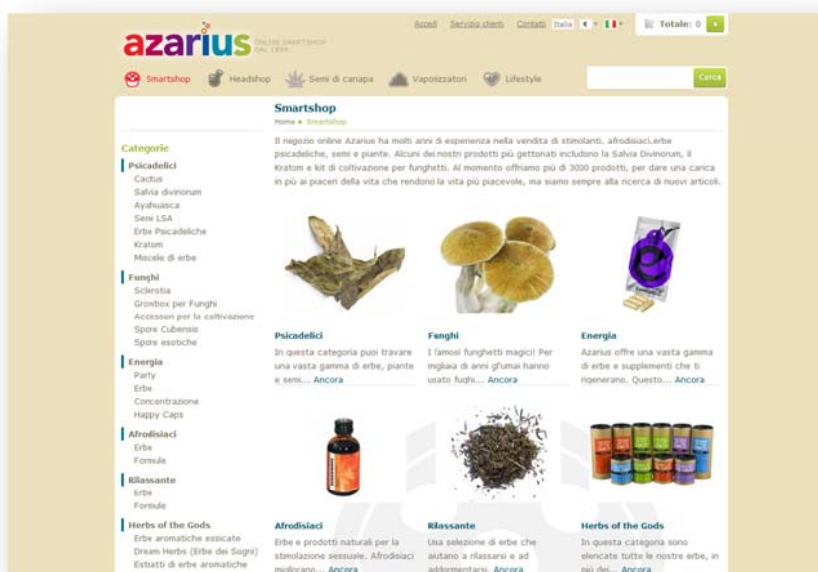 azarius
ONLINE SMARTSHOP
DAL 1999
Accedi Servizio clienti Contatti Italia € Totale: 0
Smartshop Headshop Semi di canapa Vaporizzatori Lifestyle Cerca
Smartshop
Home Smartshop
Il negozio online Azarius ha molti anni di esperienza nella vendita di stimolanti, afrodisiaci,erbe
psicadeliche, semi e piante. Alcuni dei nostri prodotti più gettonati includono la Salvia Divinorum, il
Kratom e kit di coltivazione per funghetti. Al momento offriamo più di 3000 prodotti, per dare una carica
in più ai piaceri della vita che rendono la vita più piacevole, ma siamo sempre alla ricerca di nuovi articoli.
Categorie
Psicadelici
Cactus
Salvia divinorum
Ayahuasca
Semi LSA
Erbe Psicadeliche
Kratom
Miscele di erbe
Funghi
Sclerotia
Growbox per Funghi
Accessori per la coltivazione
Spore Cubensis
Spore esotiche
Energia
Party
Erbe
Concentrazione
Happy Caps
Afrodisiaci
Erbe
Formule
Rilassante
Erbe
Formule
Herbs of the Gods
Erbe aromatiche essicate
Dream Herbs (Erbe dei Sogni)
Estratti di erbe aromatiche
Psicadelici
In questa categoria puoi travare
una vasta gamma di erbe, piante
e semi... Ancora
Funghi
I famosi funghetti magici! Per
migliaia di anni gl'umai hanno
usato fughi... Ancora
Energia
Azarius offre una vasta gamma
di erbe e supplementi che ti
rigenerano. Questo... Ancora
Afrodisiaci
Erbe e prodotti naturali per la
stimolazione sessuale. Afrodisiaci
migliorano... Ancora
Rilassante
Una selezione di erbe che
aiutano a rilassarsi e ad
addormentarsi. Ancora
Herbs of the Gods
In questa categoria sono
elencate tutte le nostre erbe, in
più dei... Ancora